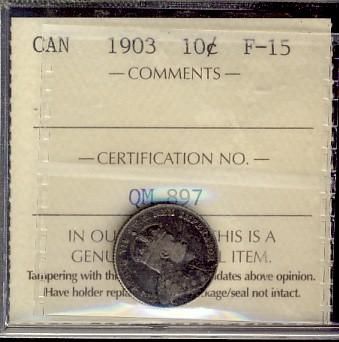 CAN 1903 10¢ F-15
— COMMENTS —
— CERTIFICATION NO. —
QM 897
IN OU HIS IS A
GENU L ITEM.
Tampering with th dates above opinion.
Have holder repla kage/seal not intact.